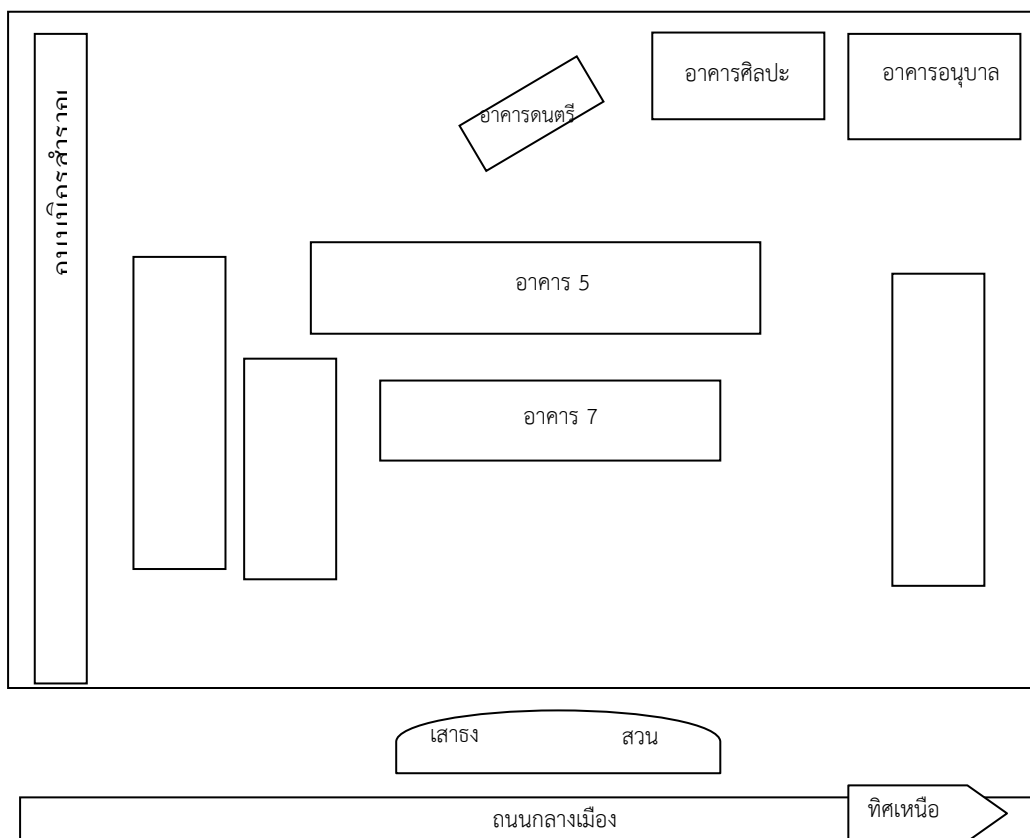 อาคารศิลปะ
อาคารอนุบาล
อาคารดนตรี
อาคาร 5
อาคาร 7
เสาธง
สวน
ทิศเหนือ
ถนนกลางเมือง